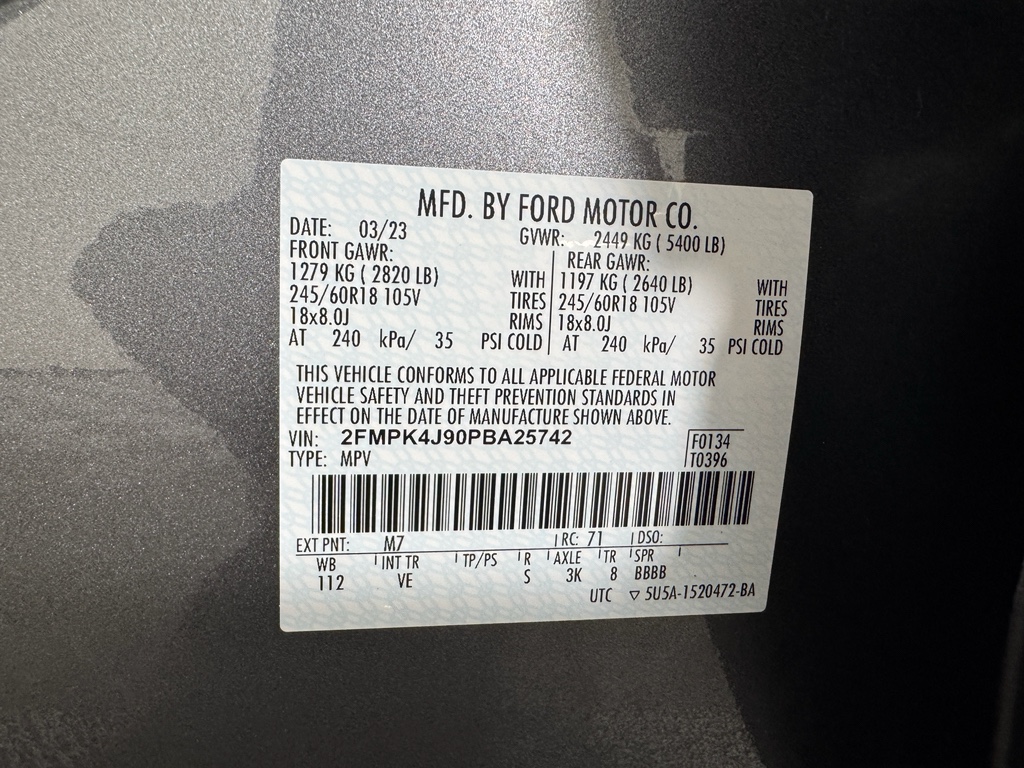 MFD. BY FORD MOTOR CO.
DATE: 03/23 GVWR: 2449 KG ( 5400 LB)
FRONT GAWR: REAR GAWR:
1279 KG ( 2820 LB) WITH 1197 KG ( 2640 LB) WITH
245/60R18 105V TIRES 245/60R18 105V TIRES
18x8.0J RIMS 18x8.0J RIMS
AT 240 kPa/ 35 PSI COLD AT 240 kPa/ 35 PSI COLD
THIS VEHICLE CONFORMS TO ALL APPLICABLE FEDERAL MOTOR
VEHICLE SAFETY AND THEFT PREVENTION STANDARDS IN
EFFECT ON THE DATE OF MANUFACTURE SHOWN ABOVE.
VIN: 2FMPK4J90PBA25742 F0134
TYPE: MPV T0396
EXT PNT: M7 RC: 71 DSO:
WB INT TR TP/PS R AXLE TR SPR
112 VE S 3K 8 BBBB
UTC ▽ 5U5A-1520472-BA